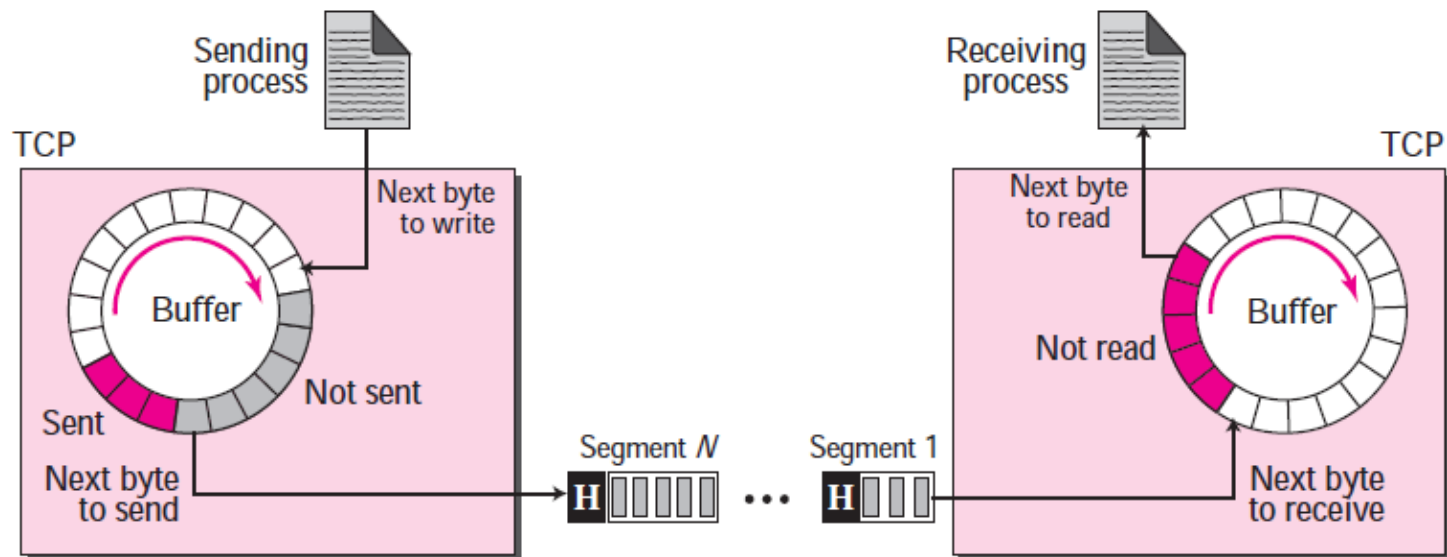 Sending
process
Receiving
process
TCP
TCP
Next byte
to write
Next byte
to read
Buffer
Buffer
Not sent
Not read
Sent
Segment N
Segment 1
Next byte
to send
H
...
H
Next byte
to receive